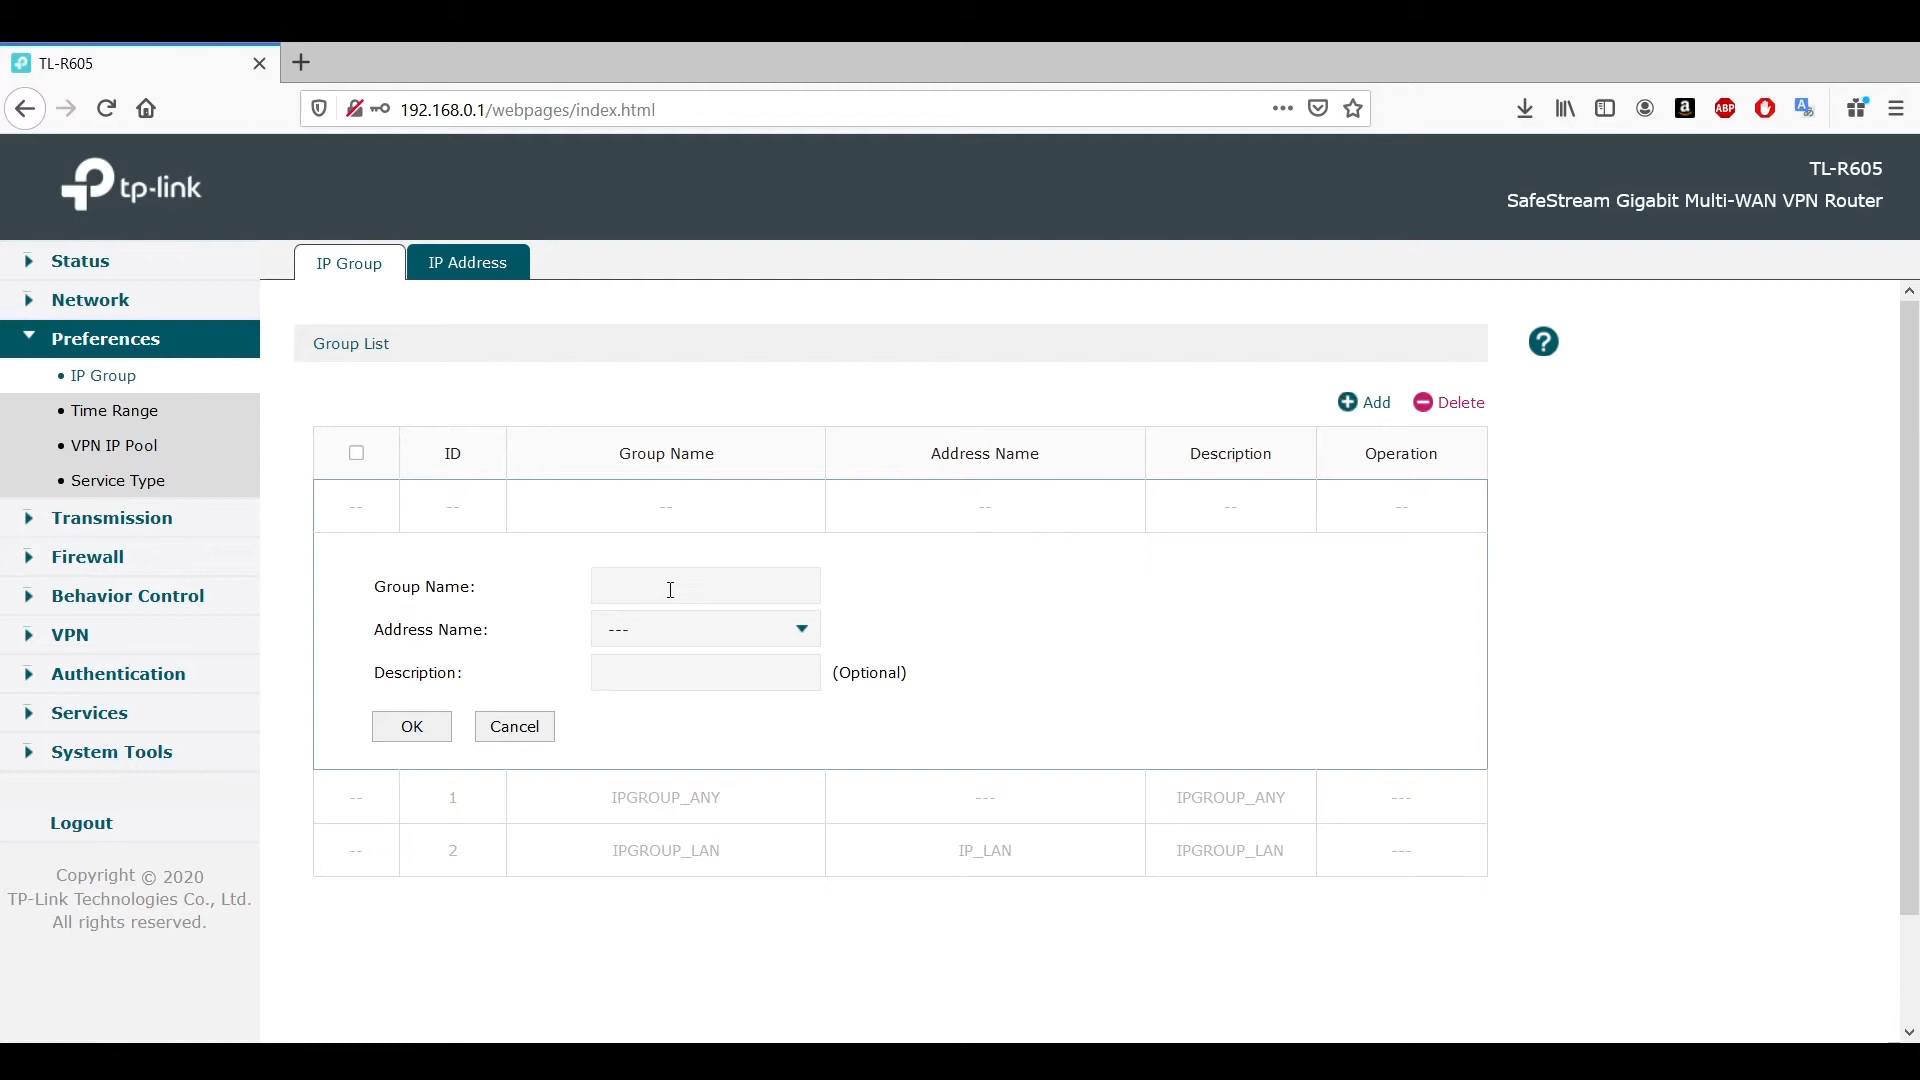 TL-R605
192.168.0.1/webpages/index.html
ABP
tp-link
TL-R605
SafeStream Gigabit Multi-WAN VPN Router
Status
Network
Preferences
IP Group
Time Range
VPN IP Pool
Service Type
Transmission
Firewall
Behavior Control
VPN
Authentication
Services
System Tools
Logout
Copyright © 2020
TP-Link Technologies Co., Ltd.
All rights reserved.
IP Group IP Address
Group List
Add Delete
ID Group Name Address Name Description Operation
-- -- -- -- -- --
Group Name:
Address Name: ---
Description: (Optional)
OK Cancel
-- 1 IPGROUP_ANY --- IPGROUP_ANY ---
-- 2 IPGROUP_LAN IP_LAN IPGROUP_LAN ---